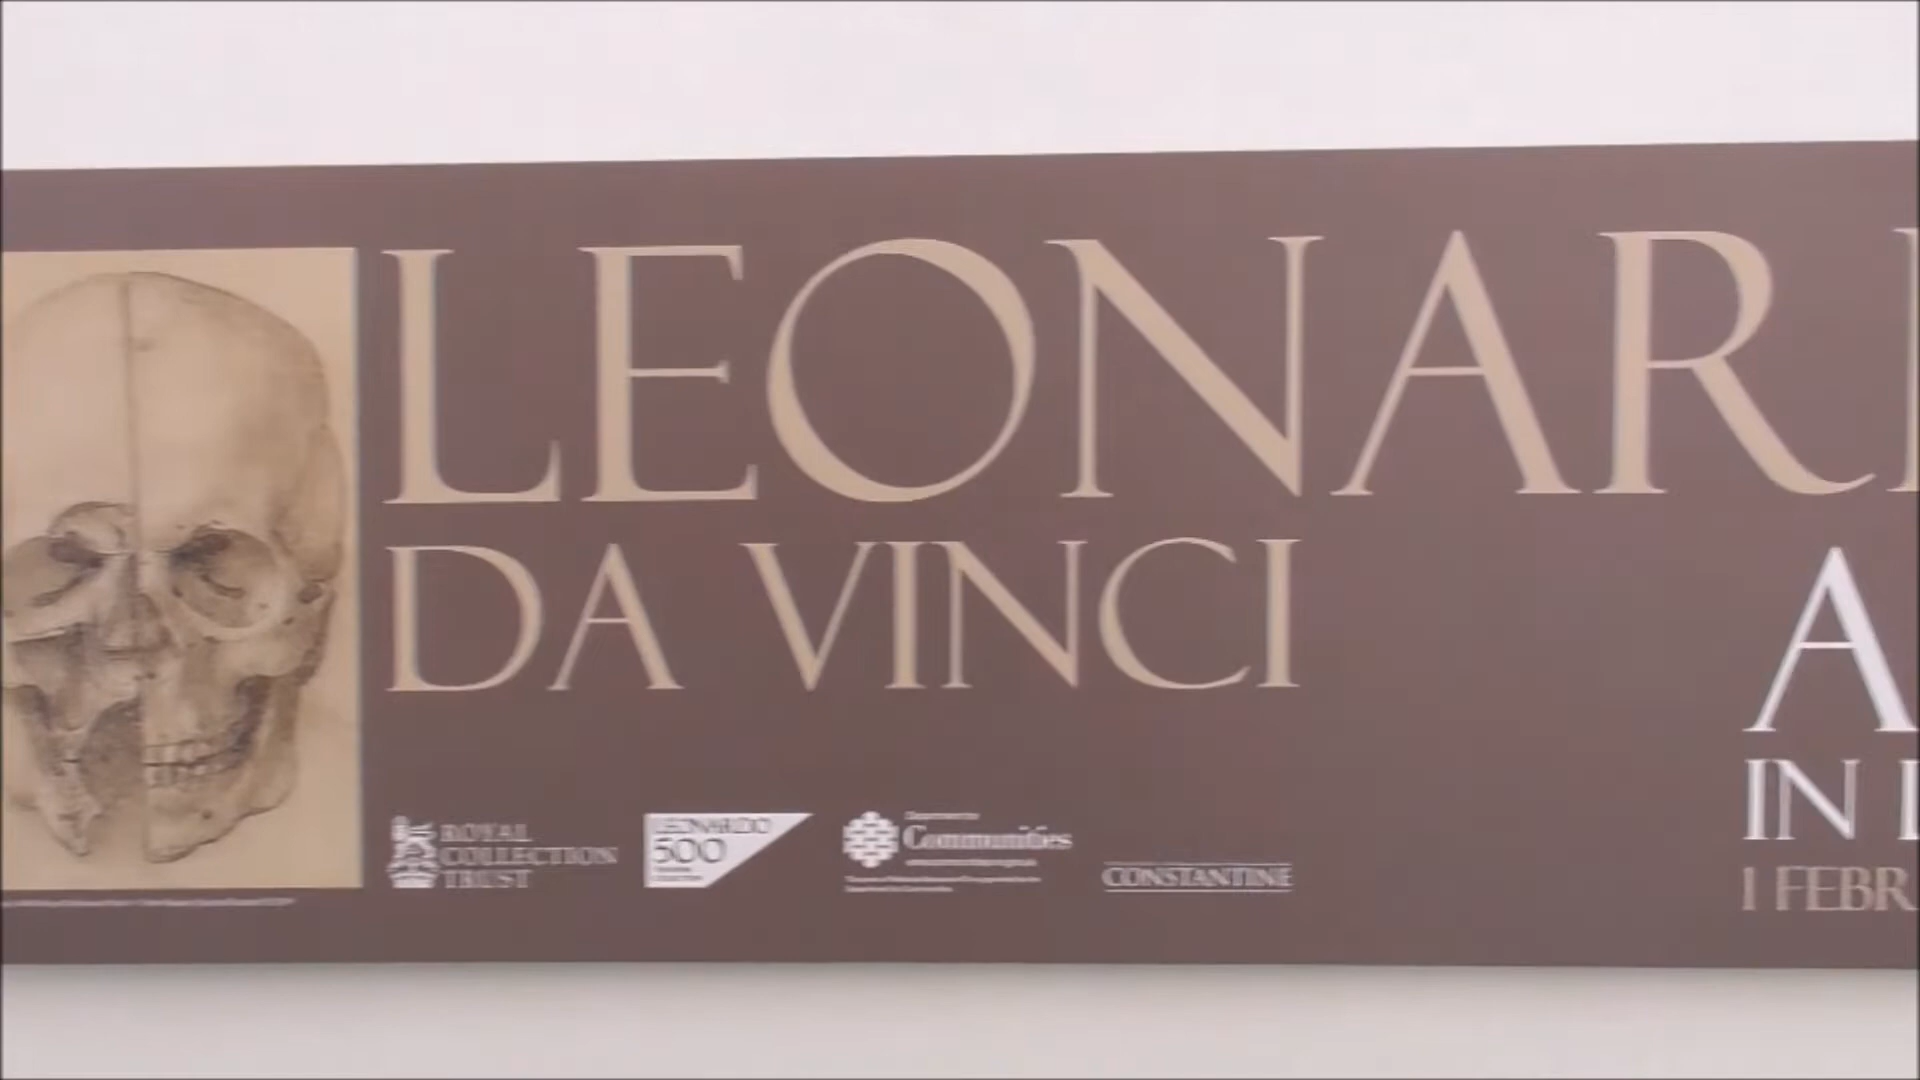 LEONAR
DA VINCI
A
IN
1 FEBR
ROYAL
COLLECTION
TRUST
LEONARDO
500
Communities
CONSTANTINE